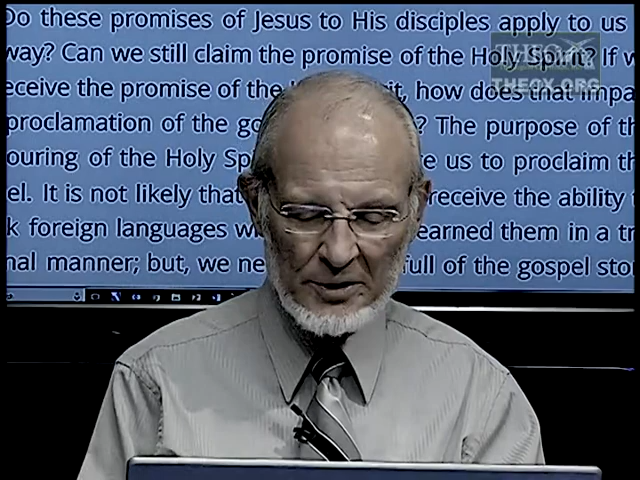 Do these promises of Jesus to His disciples apply to us
way? Can we still claim the promise of the Holy Spirit? If w
THEOX
eceive the promise of the it, how does that impa
THEOX.ORG
proclamation of the go ? The purpose of th
ouring of the Holy Sp re us to proclaim th
el. It is not likely that receive the ability
k foreign languages w earned them in a tr
nal manner; but, we ne full of the gospel sto